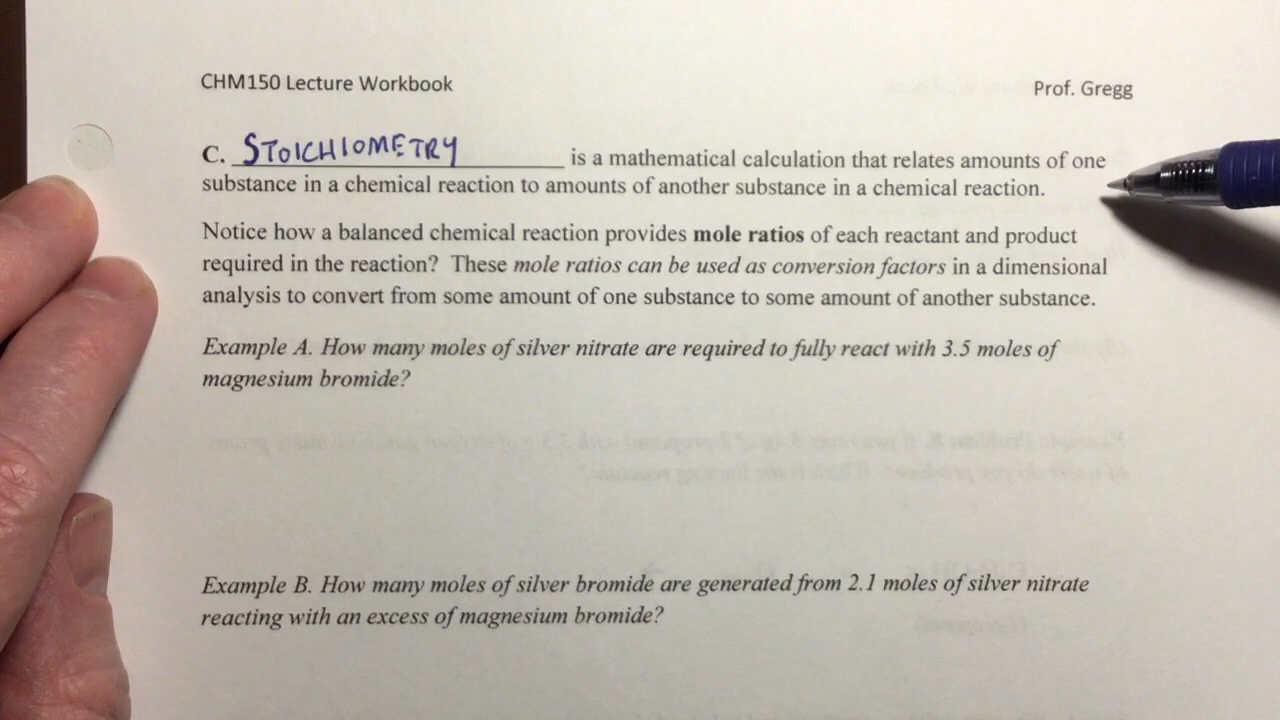 CHM150 Lecture Workbook Prof. Gregg
C. STOICHIOMETRY is a mathematical calculation that relates amounts of one
substance in a chemical reaction to amounts of another substance in a chemical reaction.
Notice how a balanced chemical reaction provides mole ratios of each reactant and product
required in the reaction? These mole ratios can be used as conversion factors in a dimensional
analysis to convert from some amount of one substance to some amount of another substance.
Example A. How many moles of silver nitrate are required to fully react with 3.5 moles of
magnesium bromide?
Example B. How many moles of silver bromide are generated from 2.1 moles of silver nitrate
reacting with an excess of magnesium bromide?